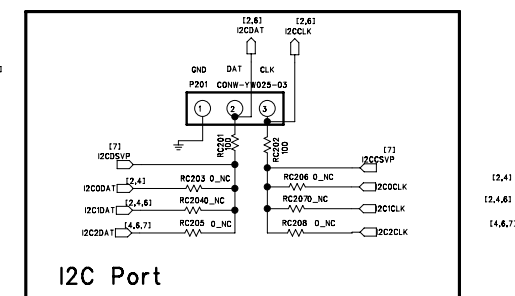 [2,6] [2,6]
I2CDAT I2CCLK
GND DAT CLK
P201 CONW-YW025-03
1 2 3
RC201 100 RC202 100
[7] [7]
I2CDSVP I2CCSVP
[2,4] RC203 0_NC RC206 0_NC [2,4]
I2C0DAT I2C0CLK
[2,4,6] RC2040_NC RC2070_NC [2,4,6]
I2C1DAT I2C1CLK
[4,6,7] RC205 0_NC RC208 0_NC [4,6,7]
I2C2DAT I2C2CLK
I2C Port